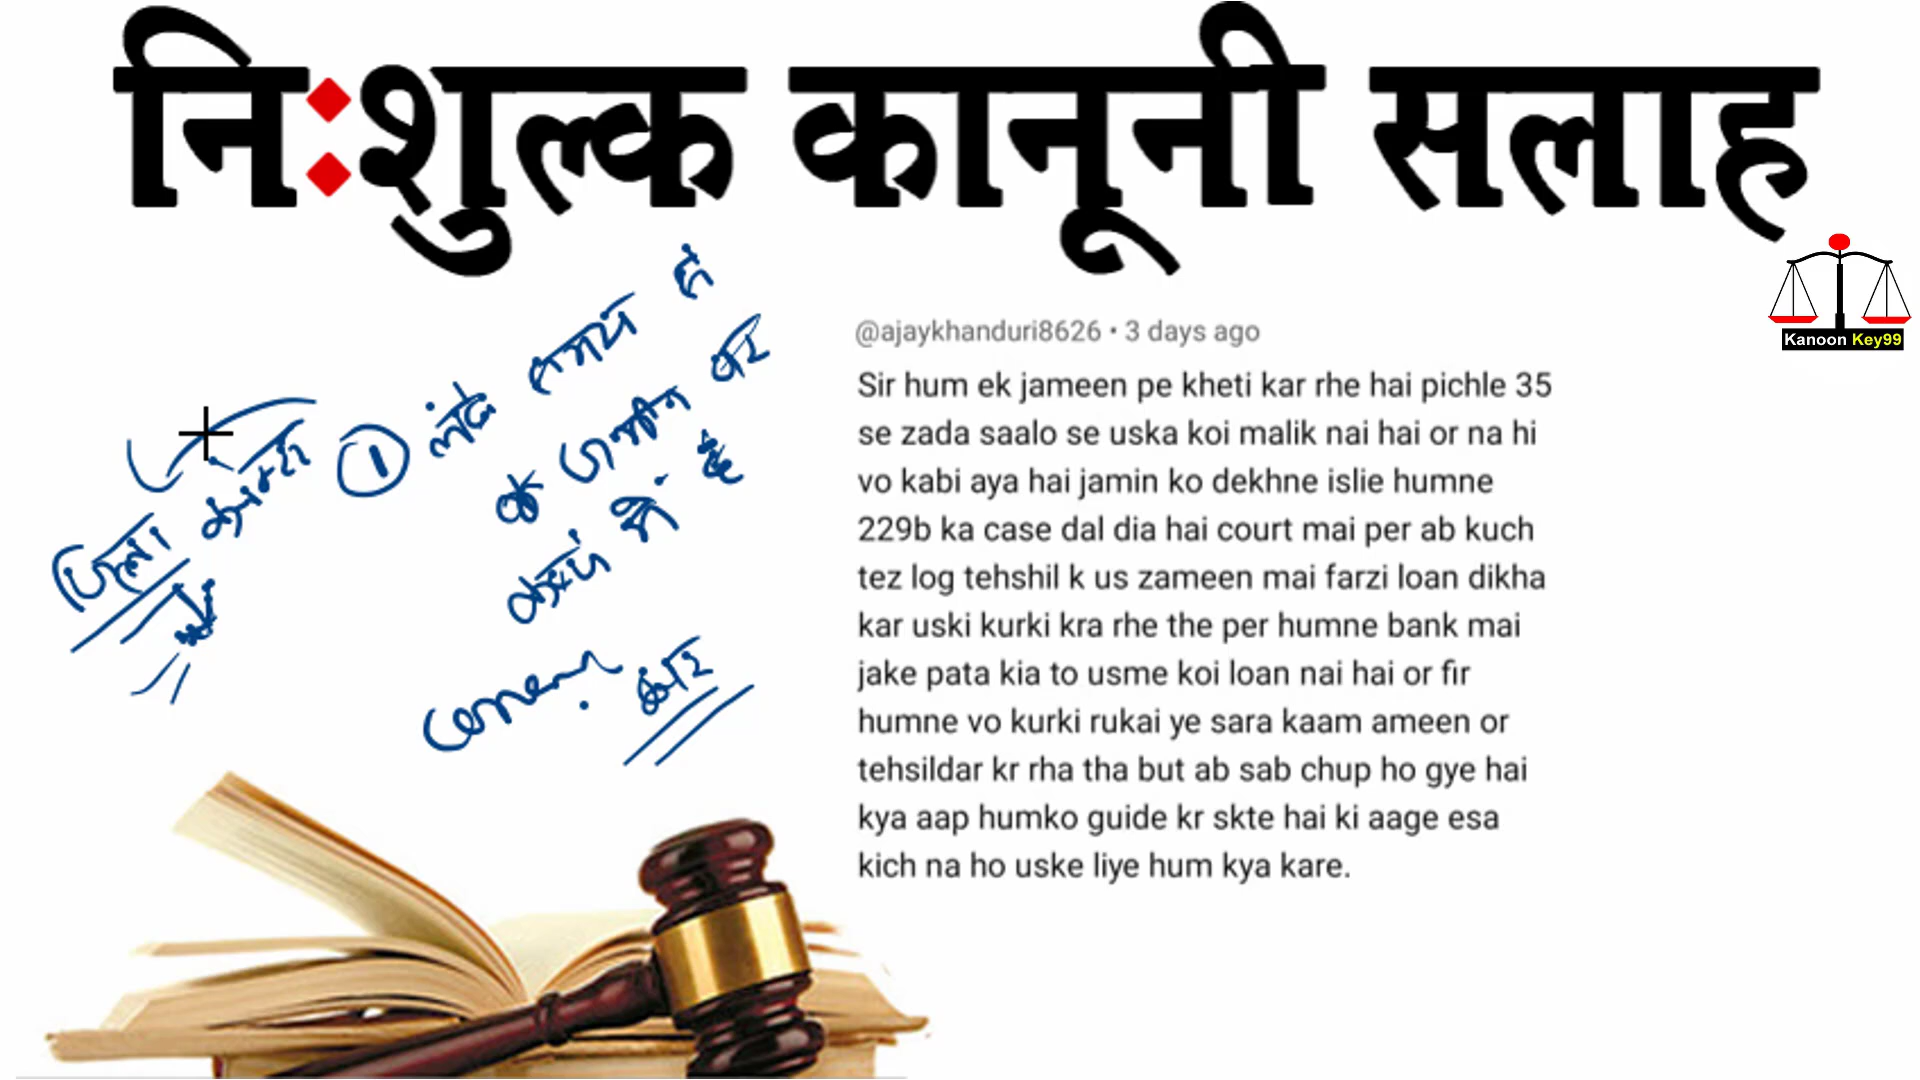 नि:शुल्क कानूनी सलाह
Kanoon Key99
@ajaykhanduri8626 • 3 days ago
Sir hum ek jameen pe kheti kar rhe hai pichle 35
se zada saalo se uska koi malik nai hai or na hi
vo kabi aya hai jamin ko dekhne islie humne
229b ka case dal dia hai court mai per ab kuch
tez log tehshil k us zameen mai farzi loan dikha
kar uski kurki kra rhe the per humne bank mai
jake pata kia to usme koi loan nai hai or fir
humne vo kurki rukai ye sara kaam ameen or
tehsildar kr rha tha but ab sab chup ho gye hai
kya aap humko guide kr skte hai ki aage esa
kich na ho uske liye hum kya kare.
1
जमीन पर
में है